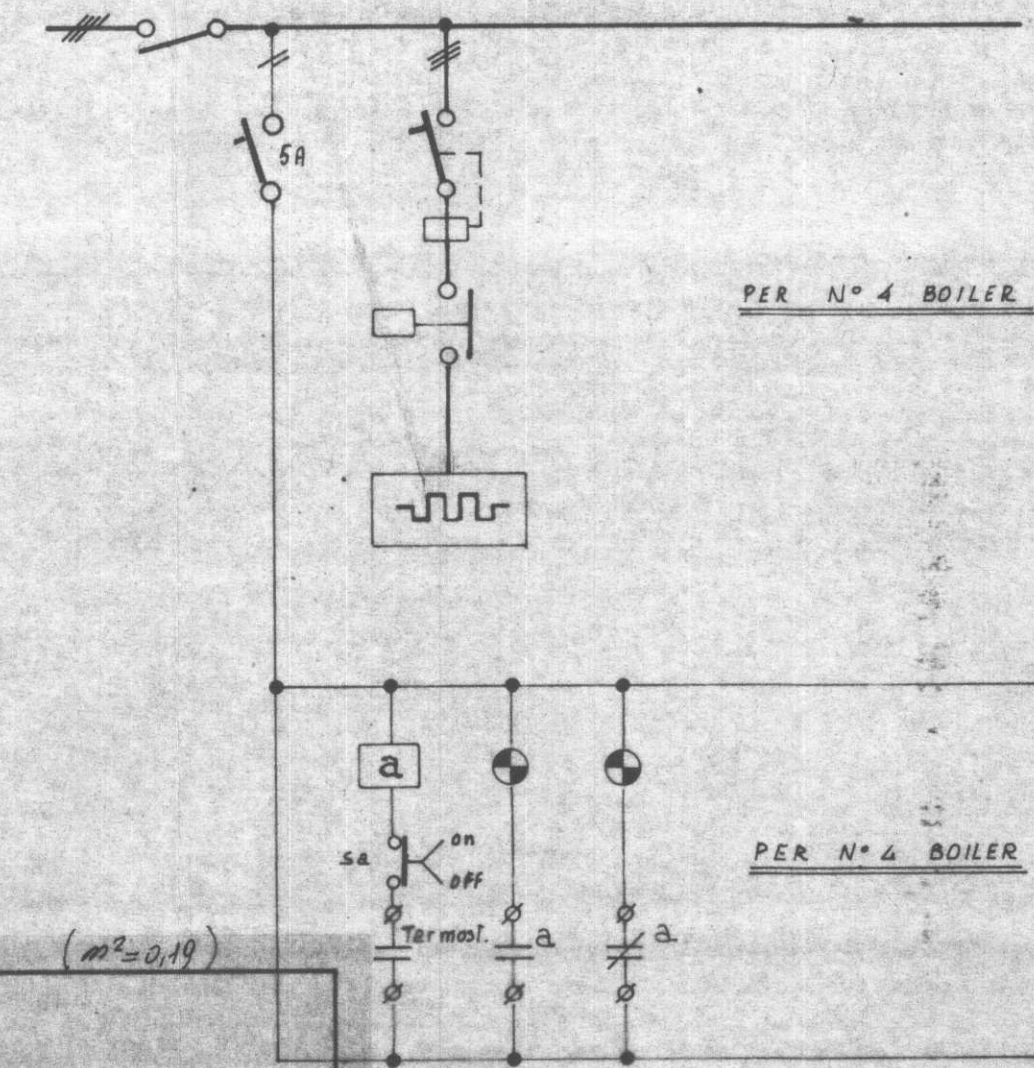 5A
PER N° 4 BOILER
a
on
sa
OFF
PER N° 4 BOILER
Termost.
a
a
(m²=0,19)